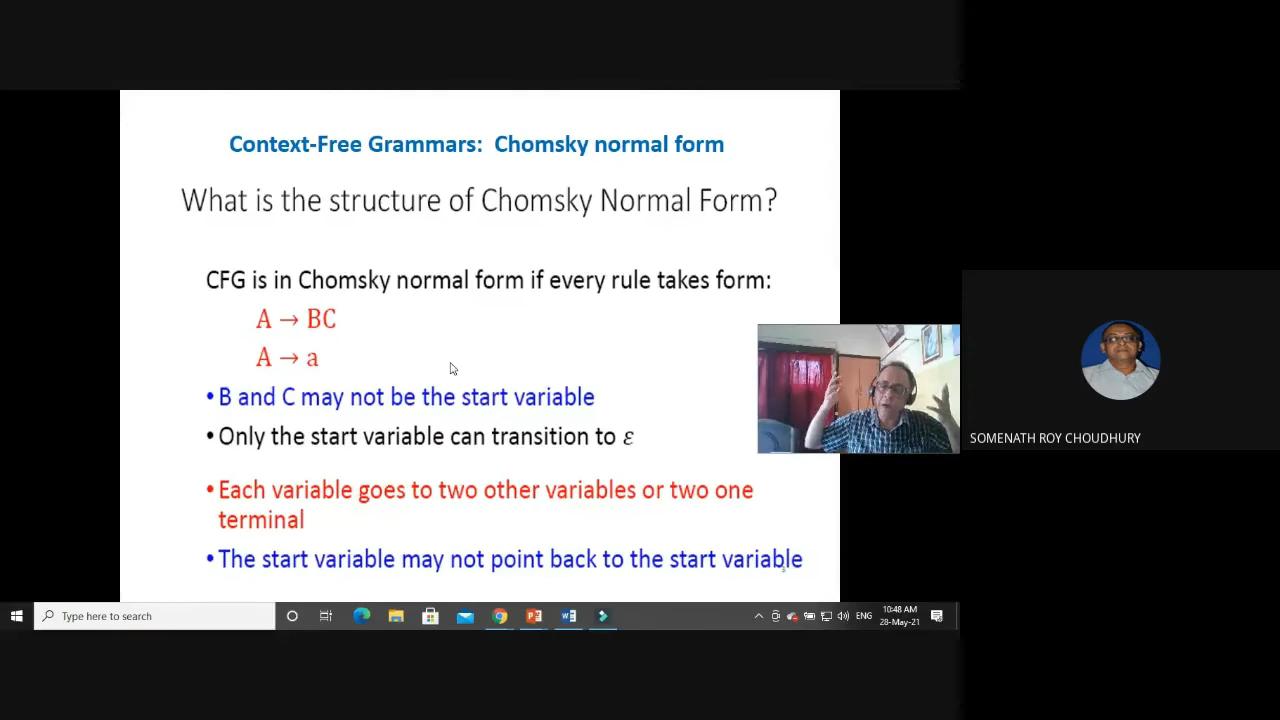 Context-Free Grammars: Chomsky normal form
What is the structure of Chomsky Normal Form?
CFG is in Chomsky normal form if every rule takes form:
A → BC
A → a
• B and C may not be the start variable
• Only the start variable can transition to ε
• Each variable goes to two other variables or two one
terminal
• The start variable may not point back to the start variable
SOMENATH ROY CHOUDHURY
Type here to search
ENG
10:48 AM
28-May-21